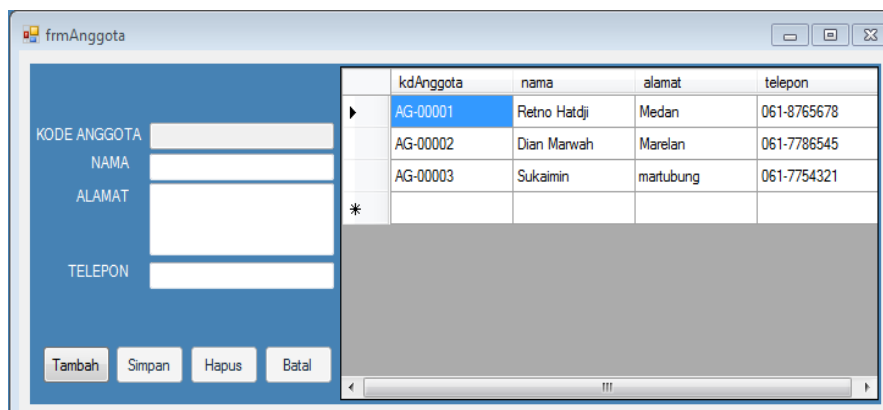 frmAnggota
KODE ANGGOTA
NAMA
ALAMAT
TELEPON
Tambah Simpan Hapus Batal
kdAnggota nama alamat telepon
AG-00001 Retno Hatdji Medan 061-8765678
AG-00002 Dian Marwah Marelan 061-7786545
AG-00003 Sukaimin martubung 061-7754321